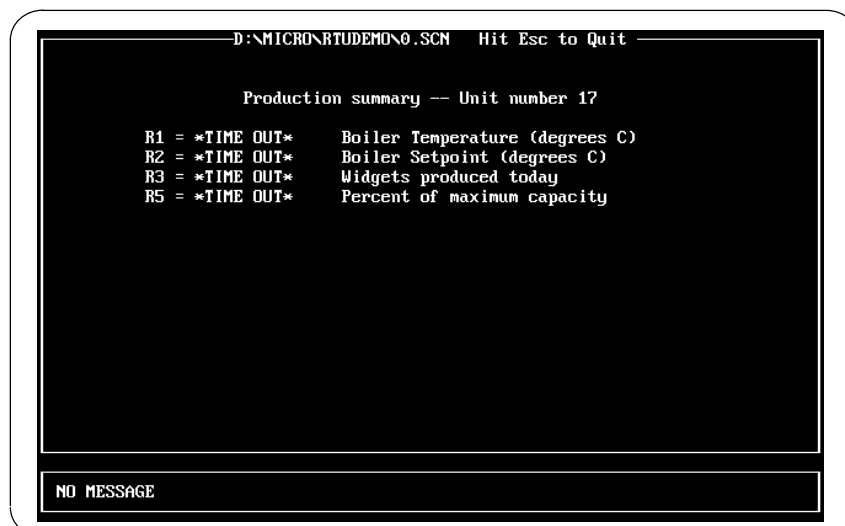 D:\MICRO\RTUDEMO\0.SCN Hit Esc to Quit
Production summary -- Unit number 17
R1 = *TIME OUT* Boiler Temperature (degrees C)
R2 = *TIME OUT* Boiler Setpoint (degrees C)
R3 = *TIME OUT* Widgets produced today
R5 = *TIME OUT* Percent of maximum capacity
NO MESSAGE